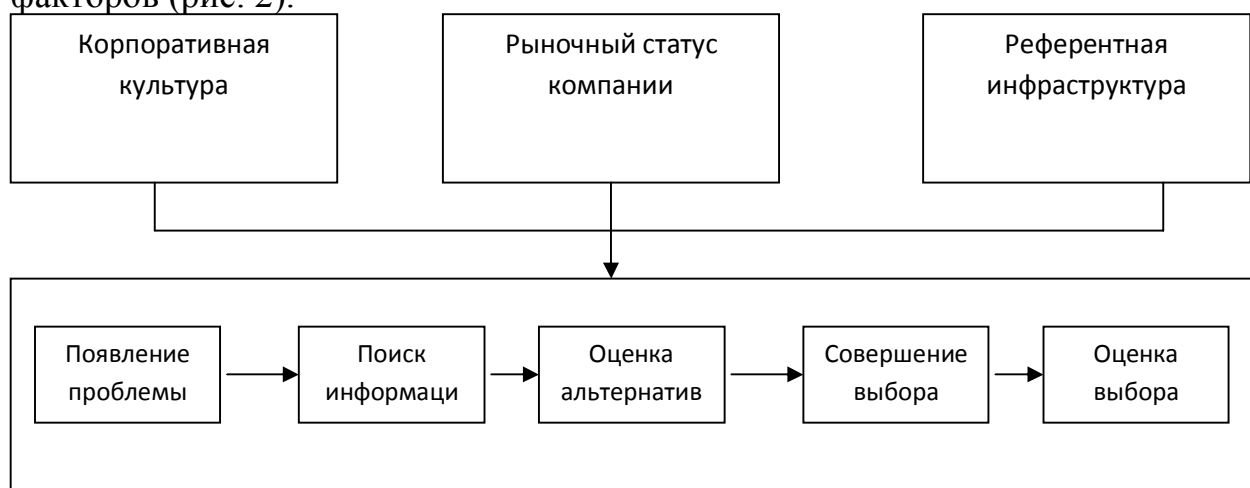 факторов (рис. 2).
Корпоративная
культура
Рыночный статус
компании
Референтная
инфраструктура
Появление
проблемы
Поиск
информаци
Оценка
альтернатив
Совершение
выбора
Оценка
выбора